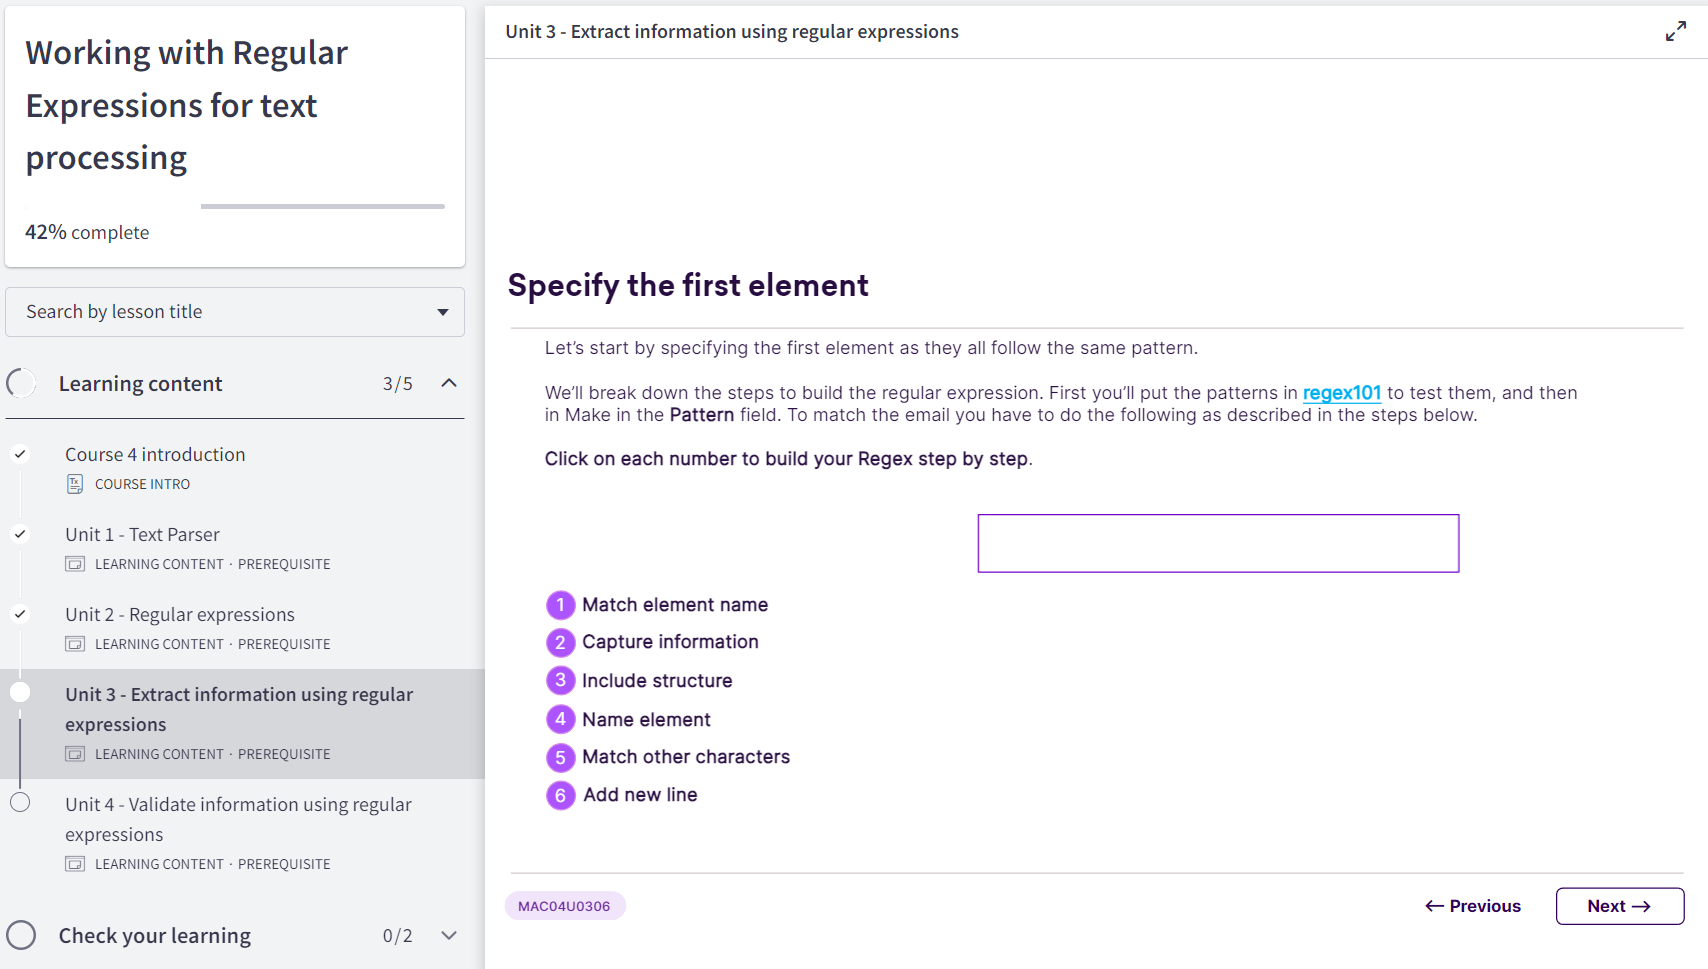 Working with Regular
Expressions for text
processing
42% complete
Search by lesson title
Learning content 3/5
Course 4 introduction
COURSE INTRO
Unit 1 - Text Parser
LEARNING CONTENT · PREREQUISITE
Unit 2 - Regular expressions
LEARNING CONTENT · PREREQUISITE
Unit 3 - Extract information using regular
expressions
LEARNING CONTENT · PREREQUISITE
Unit 4 - Validate information using regular
expressions
LEARNING CONTENT · PREREQUISITE
Check your learning 0/2
Unit 3 - Extract information using regular expressions
Specify the first element
Let’s start by specifying the first element as they all follow the same pattern.
We’ll break down the steps to build the regular expression. First you’ll put the patterns in regex101 to test them, and then
in Make in the Pattern field. To match the email you have to do the following as described in the steps below.
Click on each number to build your Regex step by step.
1 Match element name
2 Capture information
3 Include structure
4 Name element
5 Match other characters
6 Add new line
MAC04U0306
← Previous
Next →